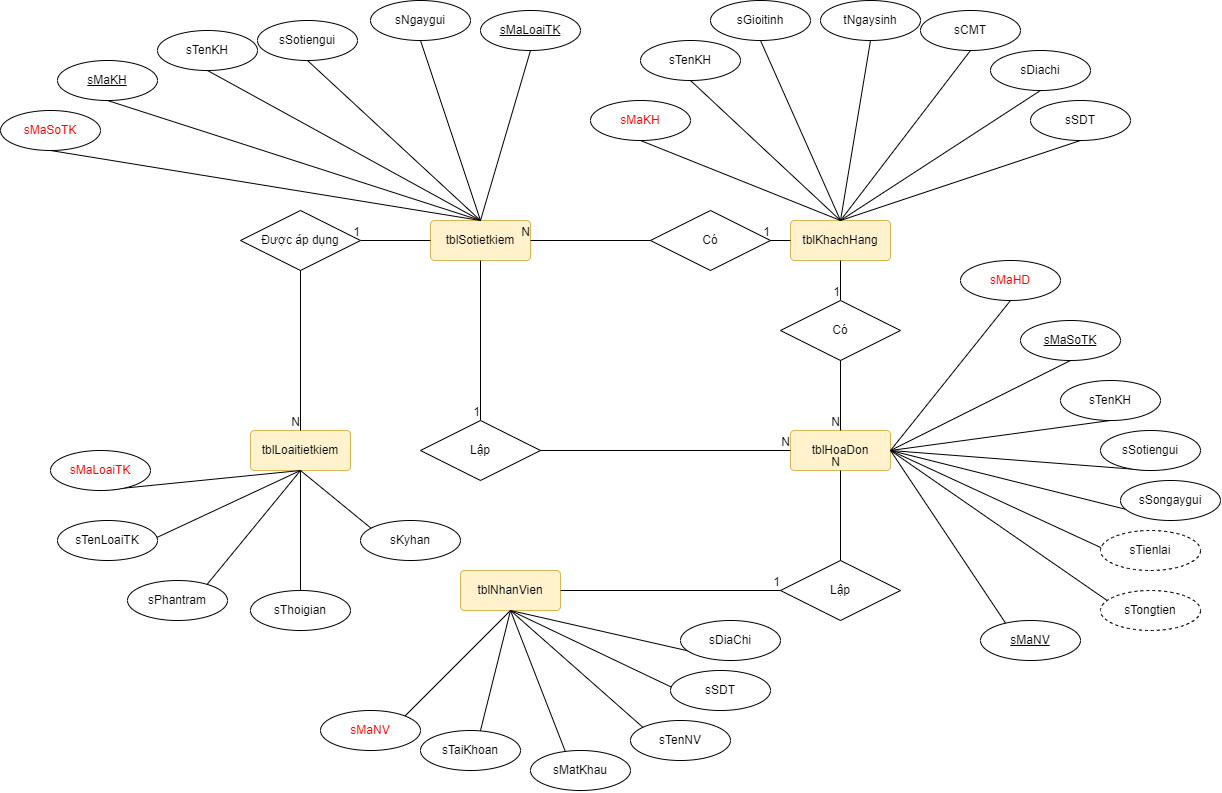 sNgaygui
sMaLoaiTK
sSotiengui
sTenKH
sMaKH
sMaSoTK
sGioitinh
tNgaysinh
sCMT
sTenKH
sDiachi
sMaKH
sSDT
Được áp dụng
1
tblSotietkiem
N
Có
1
tblKhachHang
sMaHD
1
Có
sMaSoTK
sTenKH
N
tblLoaitietkiem
1
Lập
N
N
tblHoaDon
N
sSotiengui
sMaLoaiTK
sSongaygui
sTenLoaiTK
sKyhan
sTienlai
sPhantram
sThoigian
tblNhanVien
1
Lập
sTongtien
sDiaChi
sMaNV
sSDT
sMaNV
sTenNV
sTaiKhoan
sMatKhau